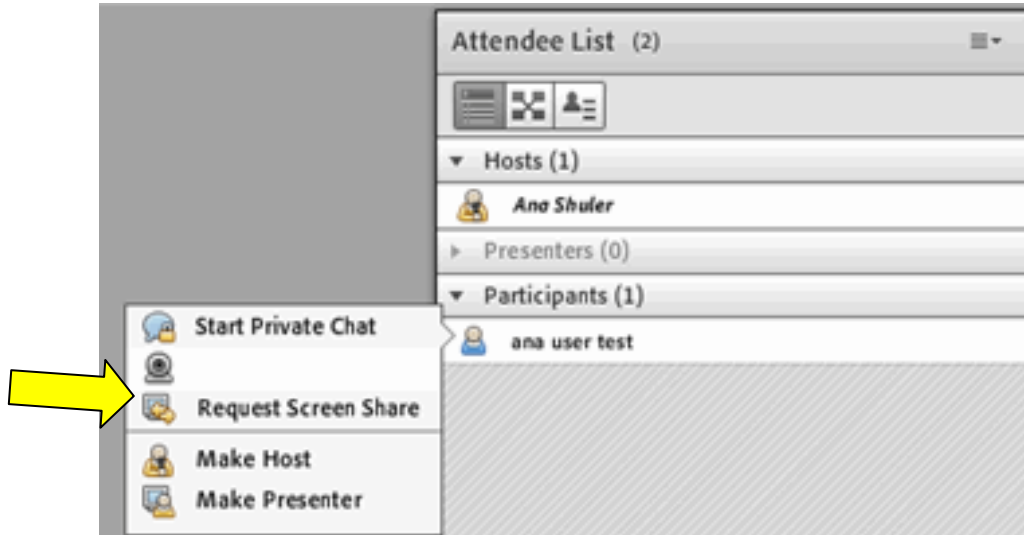 Attendee List (2)
Hosts (1)
Ana Shuler
Presenters (0)
Participants (1)
ana user test
Start Private Chat
Request Screen Share
Make Host
Make Presenter